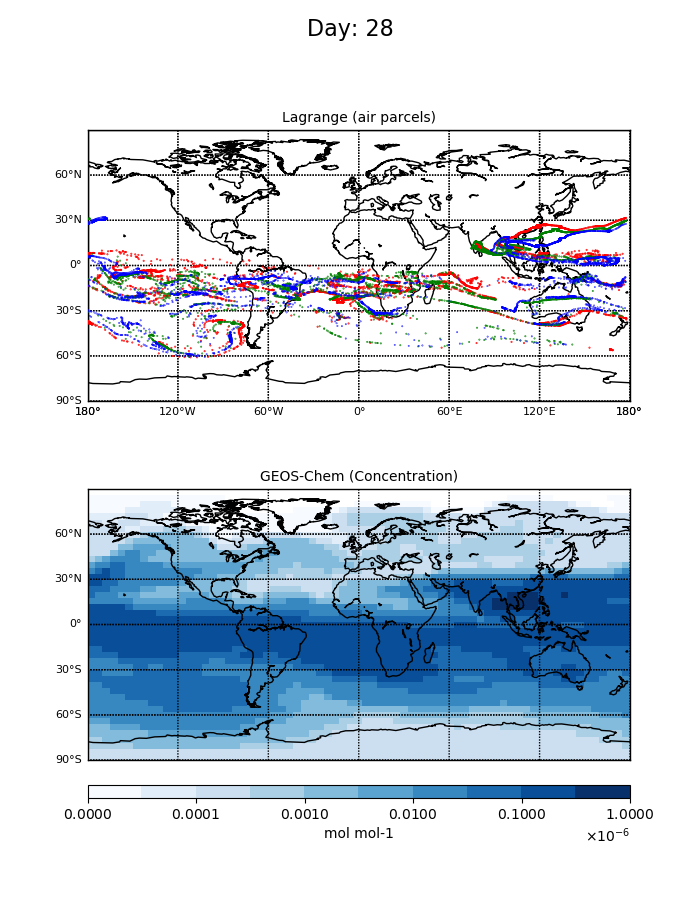 Day: 28
Lagrange (air parcels)
60°N
30°N
0°
30°S
60°S
90°S
180° 120°W 60°W 0° 60°E 120°E 180°
GEOS-Chem (Concentration)
60°N
30°N
0°
30°S
60°S
90°S
0.0000 0.0001 0.0010 0.0100 0.1000 1.0000
mol mol-1 ×10⁻⁶